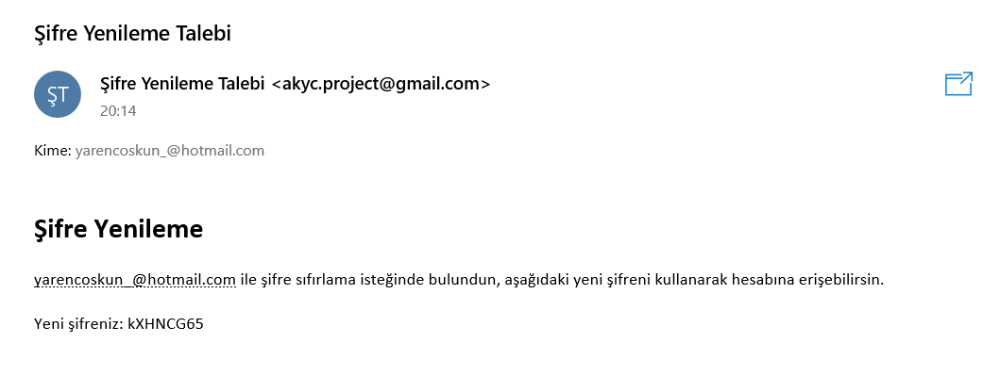 Şifre Yenileme Talebi
ŞT
Şifre Yenileme Talebi <akyc.project@gmail.com>
20:14
Kime: yarencoskun_@hotmail.com
Şifre Yenileme
yarencoskun_@hotmail.com ile şifre sıfırlama isteğinde bulundun, aşağıdaki yeni şifreni kullanarak hesabına erişebilirsin.
Yeni şifreniz: kXHNCG65